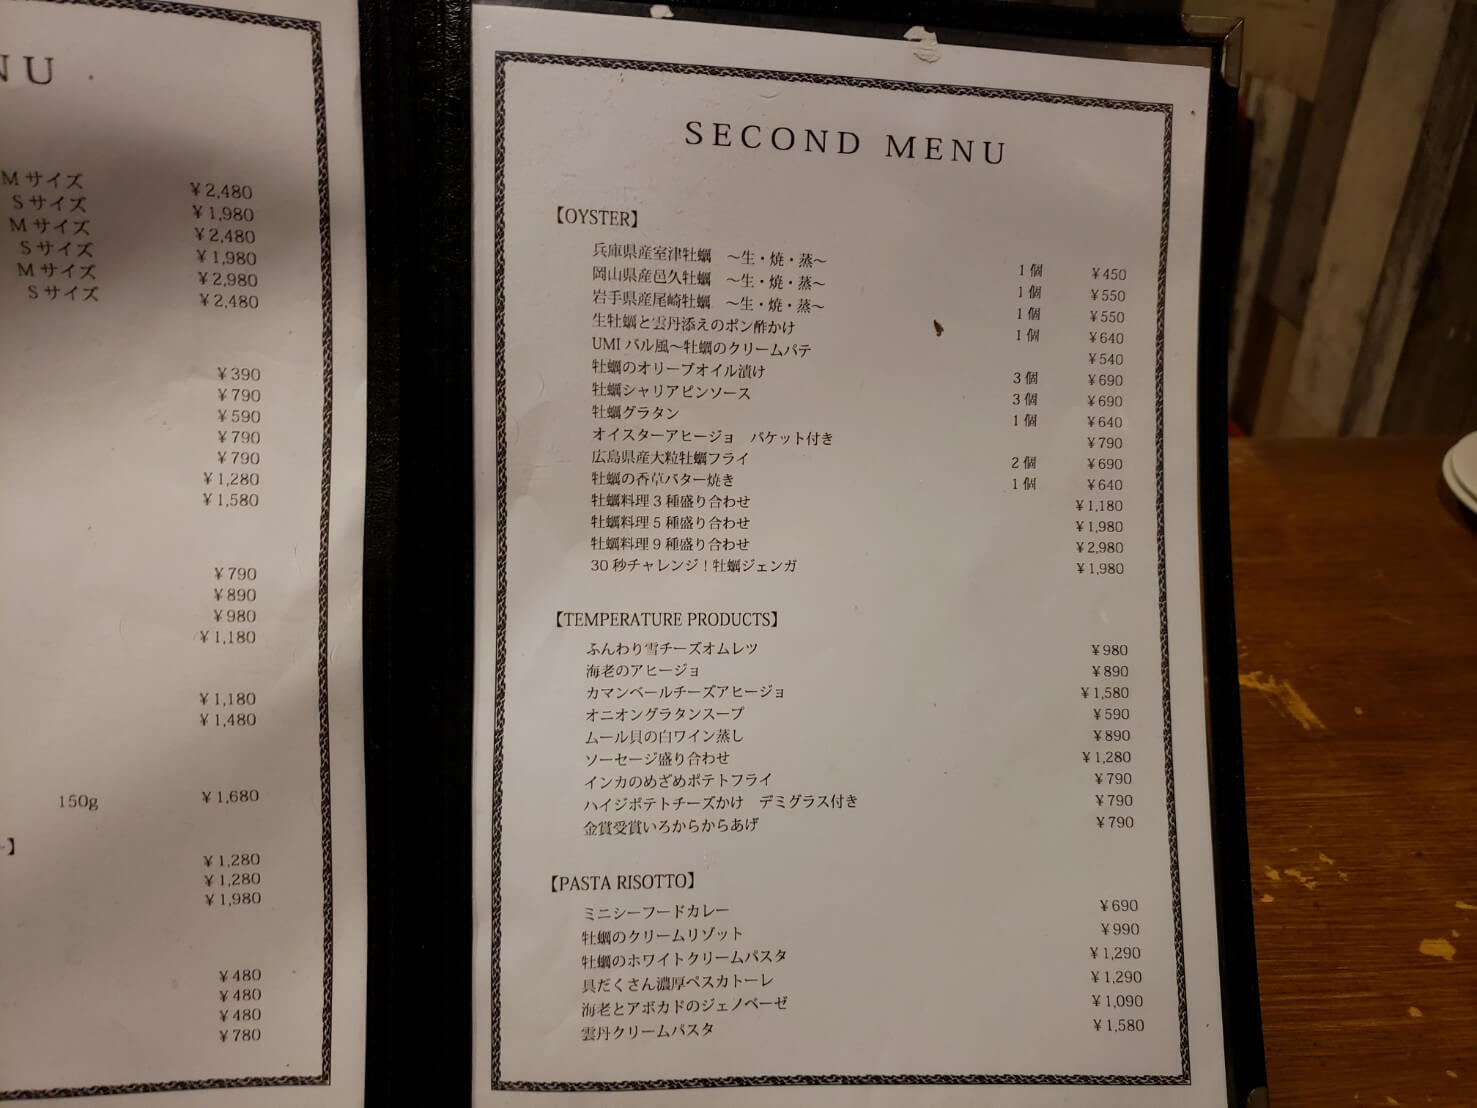 NU
Mサイズ ¥2,480
Sサイズ ¥1,980
Mサイズ ¥2,480
Sサイズ ¥1,980
Mサイズ ¥2,980
Sサイズ ¥2,480
¥390
¥790
¥590
¥790
¥790
¥1,280
¥1,580
¥790
¥890
¥980
¥1,180
¥1,180
¥1,480
150g ¥1,680
】
¥1,280
¥1,280
¥1,980
¥480
¥480
¥480
¥780
SECOND MENU
【OYSTER】
兵庫県産室津牡蠣 〜生・焼・蒸〜 1個 ¥450
岡山県産邑久牡蠣 〜生・焼・蒸〜 1個 ¥550
岩手県産尾崎牡蠣 〜生・焼・蒸〜 1個 ¥550
生牡蠣と雲丹添えのポン酢かけ 1個 ¥640
UMIバル風〜牡蠣のクリームパテ ¥540
牡蠣のオリーブオイル漬け 3個 ¥690
牡蠣シャリアピンソース 3個 ¥690
牡蠣グラタン 1個 ¥640
オイスターアヒージョ バケット付き ¥790
広島県産大粒牡蠣フライ 2個 ¥690
牡蠣の香草バター焼き 1個 ¥640
牡蠣料理3種盛り合わせ ¥1,180
牡蠣料理5種盛り合わせ ¥1,980
牡蠣料理9種盛り合わせ ¥2,980
30秒チャレンジ！牡蠣ジェンガ ¥1,980
【TEMPERATURE PRODUCTS】
ふんわり雪チーズオムレツ ¥980
海老のアヒージョ ¥890
カマンベールチーズアヒージョ ¥1,580
オニオングラタンスープ ¥590
ムール貝の白ワイン蒸し ¥890
ソーセージ盛り合わせ ¥1,280
インカのめざめポテトフライ ¥790
ハイジポテトチーズかけ デミグラス付き ¥790
金賞受賞いろからからあげ ¥790
【PASTA RISOTTO】
ミニシーフードカレー ¥690
牡蠣のクリームリゾット ¥990
牡蠣のホワイトクリームパスタ ¥1,290
具だくさん濃厚ペスカトーレ ¥1,290
海老とアボカドのジェノベーゼ ¥1,090
雲丹クリームパスタ ¥1,580